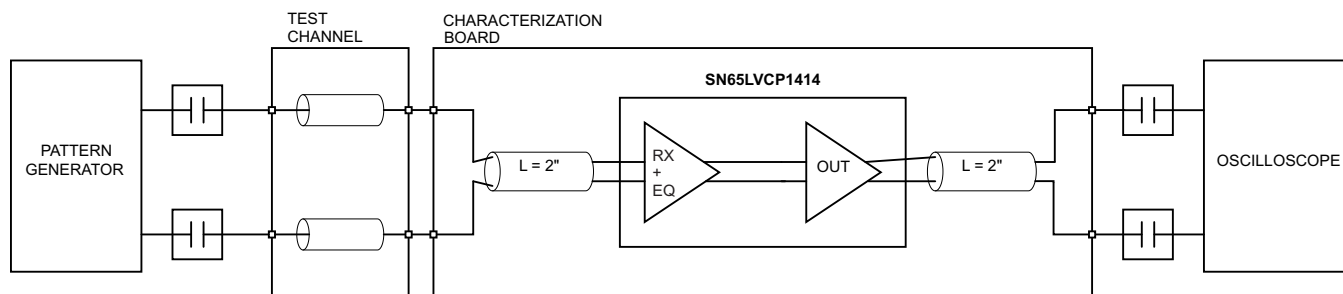 TEST
CHANNEL
CHARACTERIZATION
BOARD
SN65LVCP1414
PATTERN
GENERATOR
L = 2"
RX
+
EQ
OUT
L = 2"
OSCILLOSCOPE